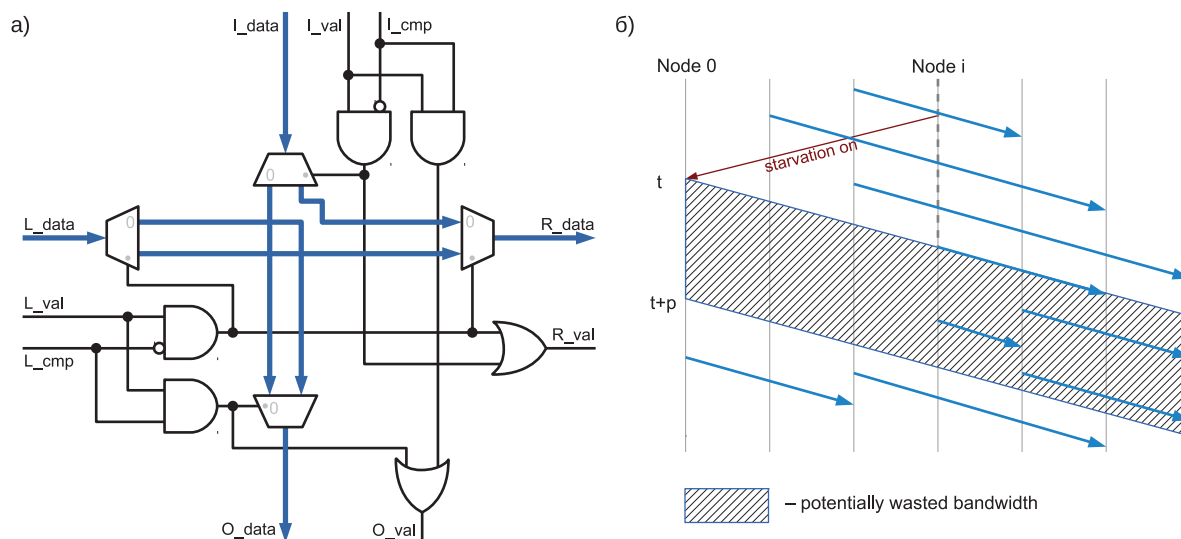 а)
I_data
I_val
I_cmp
0
L_data
0
0
R_data
L_val
L_cmp
R_val
0
O_data
O_val
б)
Node 0
Node i
starvation on
t
t+p
– potentially wasted bandwidth